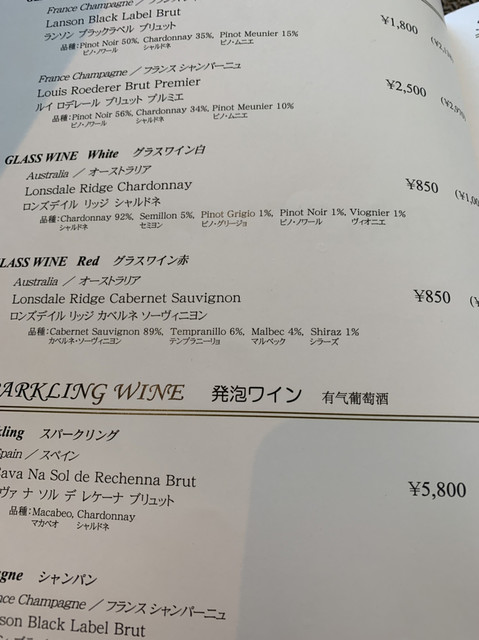 France Champagne ／ フランス シャンパーニュ
Lanson Black Label Brut ¥1,800
ランソン ブラックラベル ブリュット
品種：Pinot Noir 50%, Chardonnay 35%, Pinot Meunier 15%
ピノ・ノワール シャルドネ ピノ・ムニエ
France Champagne ／ フランス シャンパーニュ
Louis Roederer Brut Premier ¥2,500
ルイ ロデレール ブリュット プルミエ
品種：Pinot Noir 56%, Chardonnay 34%, Pinot Meunier 10%
ピノ・ノワール シャルドネ ピノ・ムニエ
GLASS WINE White グラスワイン白
Australia ／ オーストラリア
Lonsdale Ridge Chardonnay ¥850
ロンズデイル リッジ シャルドネ
品種：Chardonnay 92%, Semillon 5%, Pinot Grigio 1%, Pinot Noir 1%, Viognier 1%
シャルドネ セミヨン ピノ・グリージョ ピノ・ノワール ヴィオニエ
LASS WINE Red グラスワイン赤
Australia ／ オーストラリア
Lonsdale Ridge Cabernet Sauvignon ¥850
ロンズデイル リッジ カベルネ ソーヴィニヨン
品種：Cabernet Sauvignon 89%, Tempranillo 6%, Malbec 4%, Shiraz 1%
カベルネ・ソーヴィニヨン テンプラニーリョ マルベック シラーズ
PARKLING WINE 発泡ワイン 有气葡萄酒
kling スパークリング
Spain ／ スペイン
Cava Na Sol de Rechenna Brut ¥5,800
ヴァ ナ ソル デ レケーナ ブリュット
品種：Macabeo, Chardonnay
マカベオ シャルドネ
agne シャンパン
nce Champagne ／ フランス シャンパーニュ
son Black Label Brut